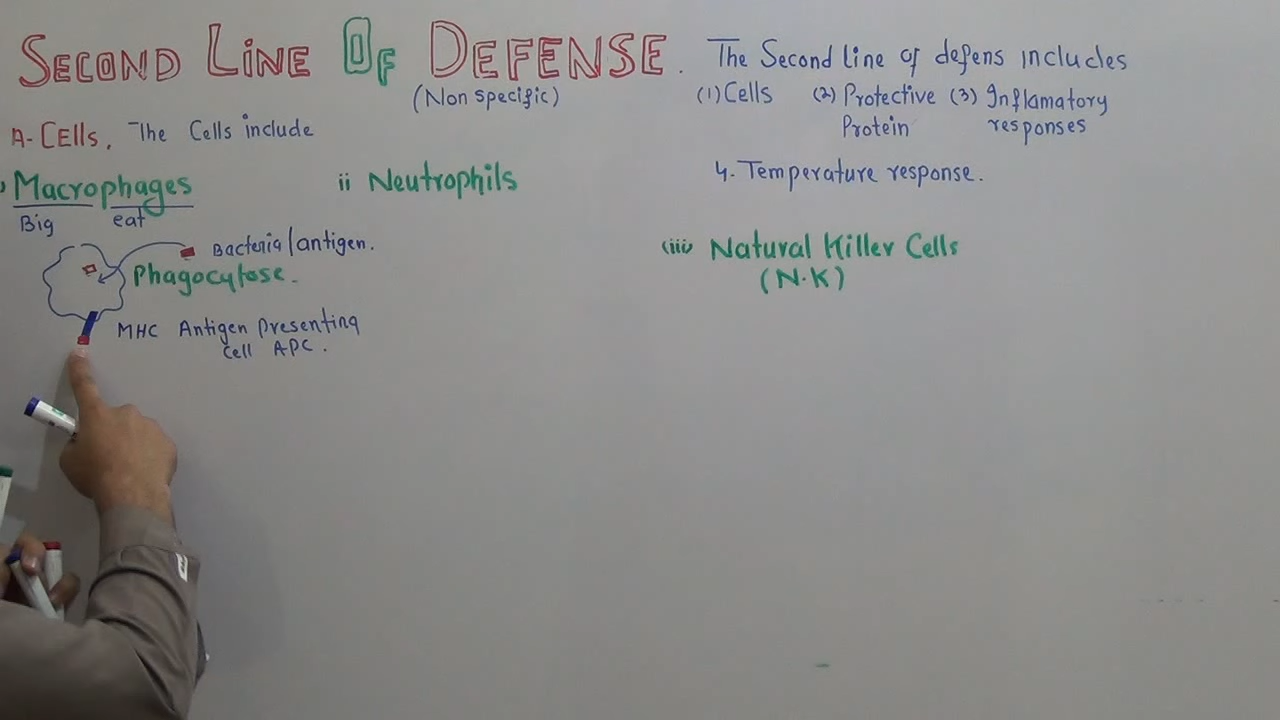 SECOND LINE OF DEFENSE.
(Non specific)
The Second line of defens includes
(1) Cells (2) Protective (3) Inflamatory
Protein responses
4. Temperature response.
A- CElls, The Cells include
i) Macrophages
Big eat
ii Neutrophils
(iii) Natural Killer Cells
(N.K)
Bacteria/antigen.
Phagocytose.
MHC Antigen presenting
Cell APC.